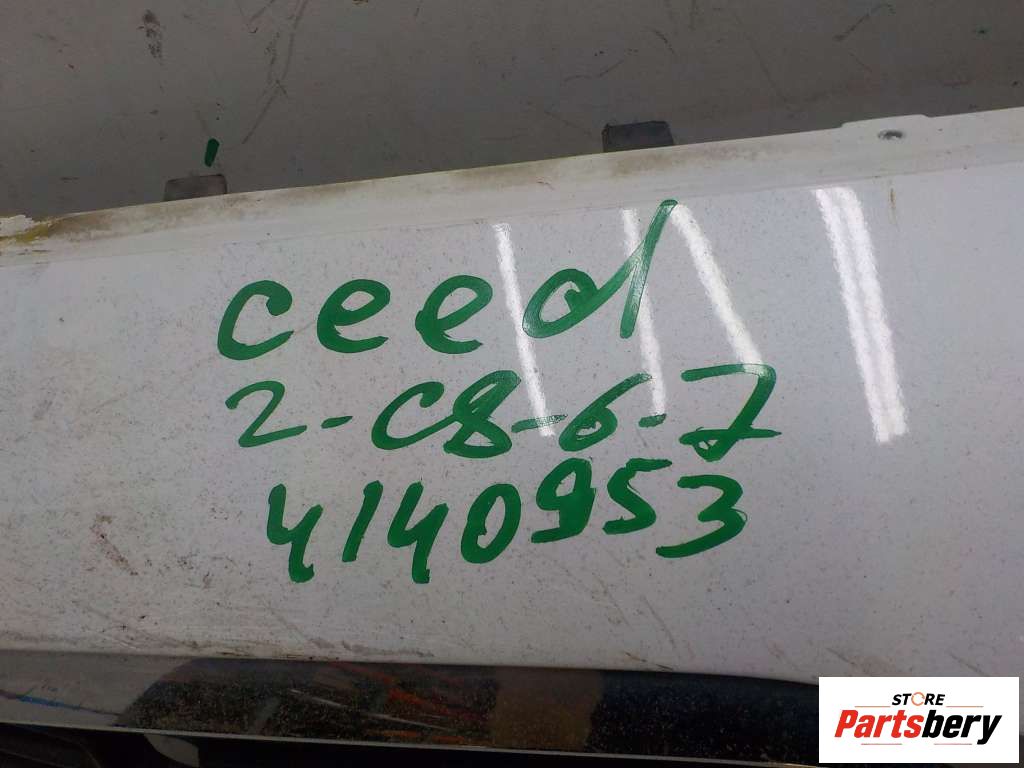 ceed
2-C8-6-7
4140953
STORE
Partsbery